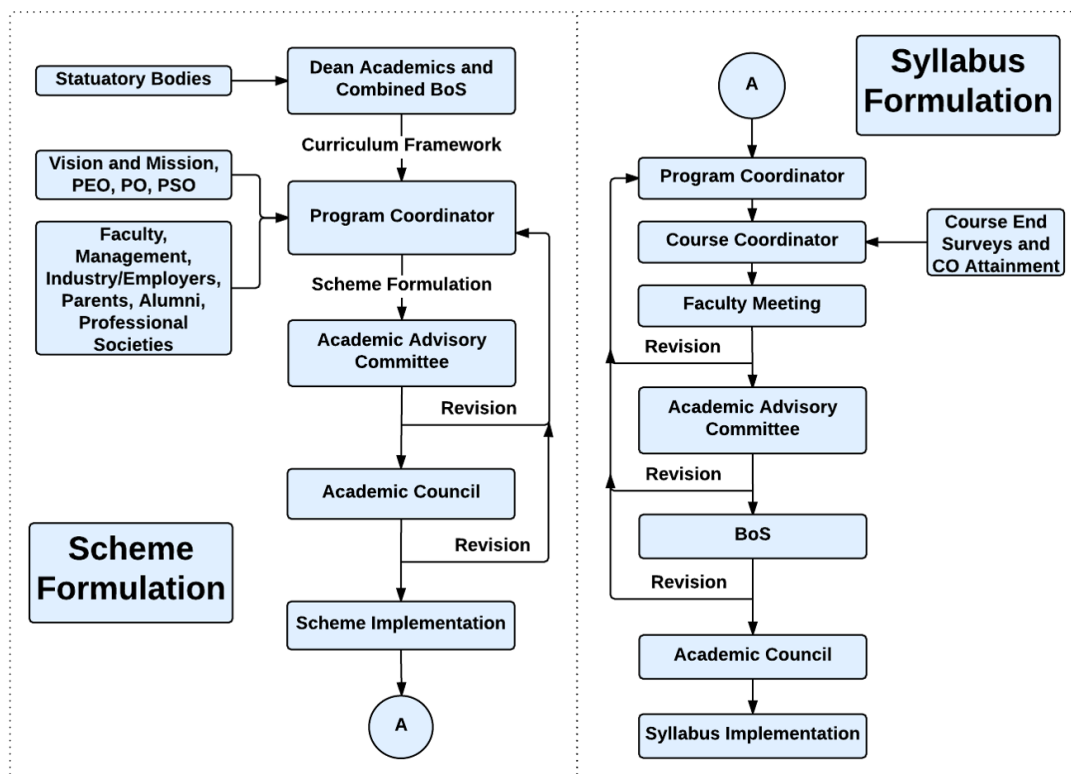 Statuatory Bodies
Dean Academics and
Combined BoS
Curriculum Framework
Vision and Mission,
PEO, PO, PSO
Program Coordinator
Faculty,
Management,
Industry/Employers,
Parents, Alumni,
Professional
Societies
Scheme Formulation
Academic Advisory
Committee
Revision
Academic Council
Revision
Scheme
Formulation
Scheme Implementation
A
Syllabus
Formulation
A
Program Coordinator
Course Coordinator
Course End
Surveys and
CO Attainment
Faculty Meeting
Revision
Academic Advisory
Committee
Revision
BoS
Revision
Academic Council
Syllabus Implementation